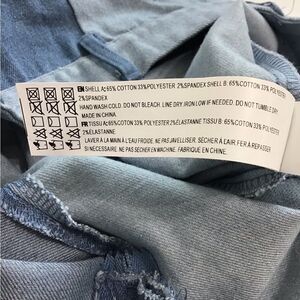 EN SHELL A: 65%COTTON 33%POLYESTER 2%SPANDEX SHELL B: 65%COTTON 33%POLYESTER
2%SPANDEX
HAND WASH COLD. DO NOT BLEACH. LINE DRY. IRON LOW IF NEEDED. DO NOT TUMBLE DRY
MADE IN CHINA
FR TISSU A: 65%COTON 33%POLYESTER 2%ÉLASTANNE TISSU B: 65%COTON 33%POLYESTER
2%ÉLASTANNE
LAVER À LA MAIN À L'EAU FROIDE. NE PAS JAVELLISER. SÉCHER À L'AIR. FER À REPASSER
SI NÉCESSAIRE. NE PAS SÉCHER EN MACHINE. FABRIQUÉ EN CHINE.